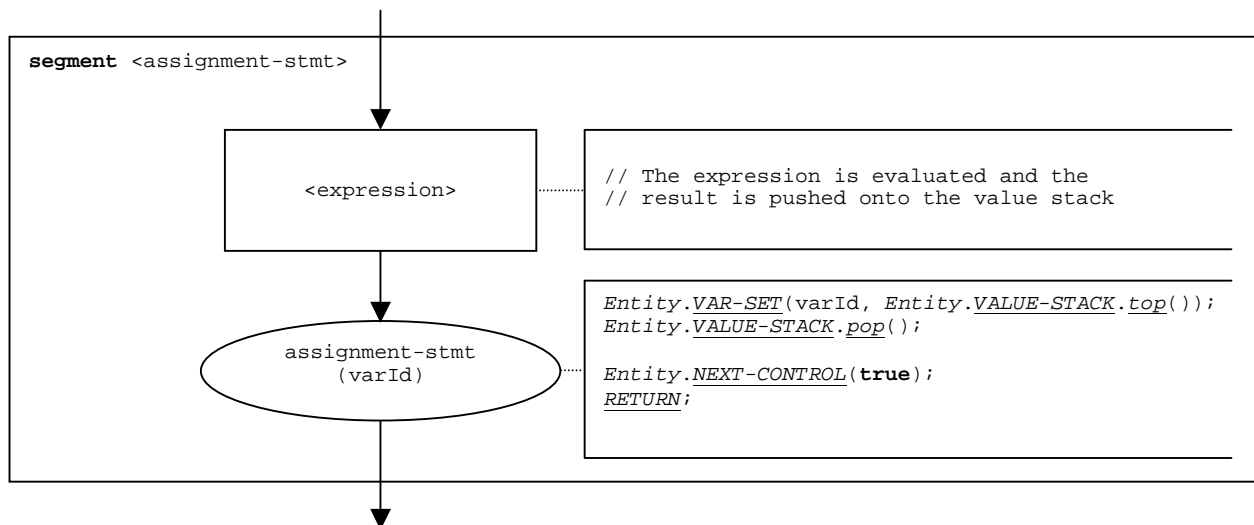 segment <assignment-stmt>
<expression>
// The expression is evaluated and the
// result is pushed onto the value stack
assignment-stmt
(varId)
Entity.VAR-SET(varId, Entity.VALUE-STACK.top());
Entity.VALUE-STACK.pop();
Entity.NEXT-CONTROL(true);
RETURN;